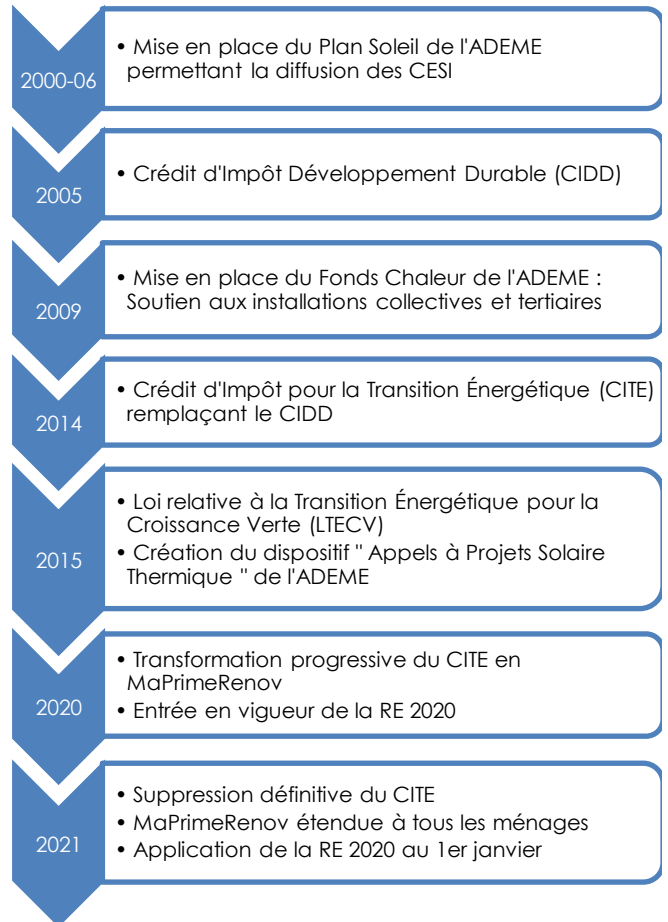 2000-06
• Mise en place du Plan Soleil de l'ADEME
permettant la diffusion des CESI
2005
• Crédit d'Impôt Développement Durable (CIDD)
2009
• Mise en place du Fonds Chaleur de l'ADEME :
Soutien aux installations collectives et tertiaires
2014
• Crédit d'Impôt pour la Transition Énergétique (CITE)
remplaçant le CIDD
2015
• Loi relative à la Transition Énergétique pour la
Croissance Verte (LTECV)
• Création du dispositif " Appels à Projets Solaire
Thermique " de l'ADEME
2020
• Transformation progressive du CITE en
MaPrimeRenov
• Entrée en vigueur de la RE 2020
2021
• Suppression définitive du CITE
• MaPrimeRenov étendue à tous les ménages
• Application de la RE 2020 au 1er janvier